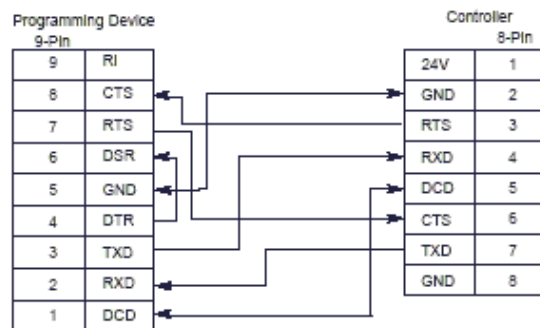 Programming Device
9-Pin
9 RI
8 CTS
7 RTS
6 DSR
5 GND
4 DTR
3 TXD
2 RXD
1 DCD
Controller
8-Pin
24V 1
GND 2
RTS 3
RXD 4
DCD 5
CTS 6
TXD 7
GND 8